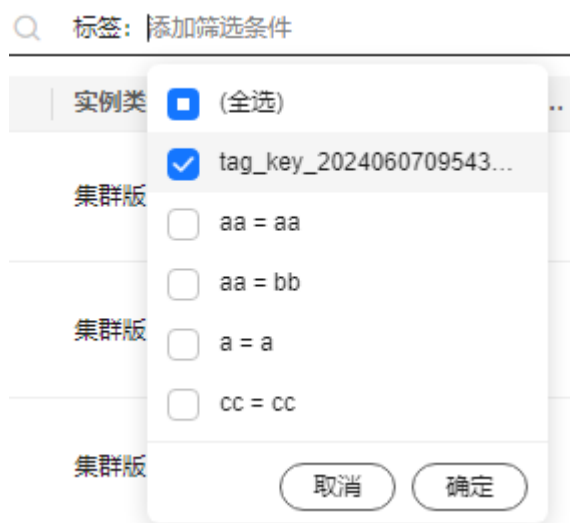 标签： 添加筛选条件
实例类 ..
(全选)
tag_key_2024060709543...
集群版
aa = aa
aa = bb
集群版
a = a
cc = cc
集群版
取消 确定